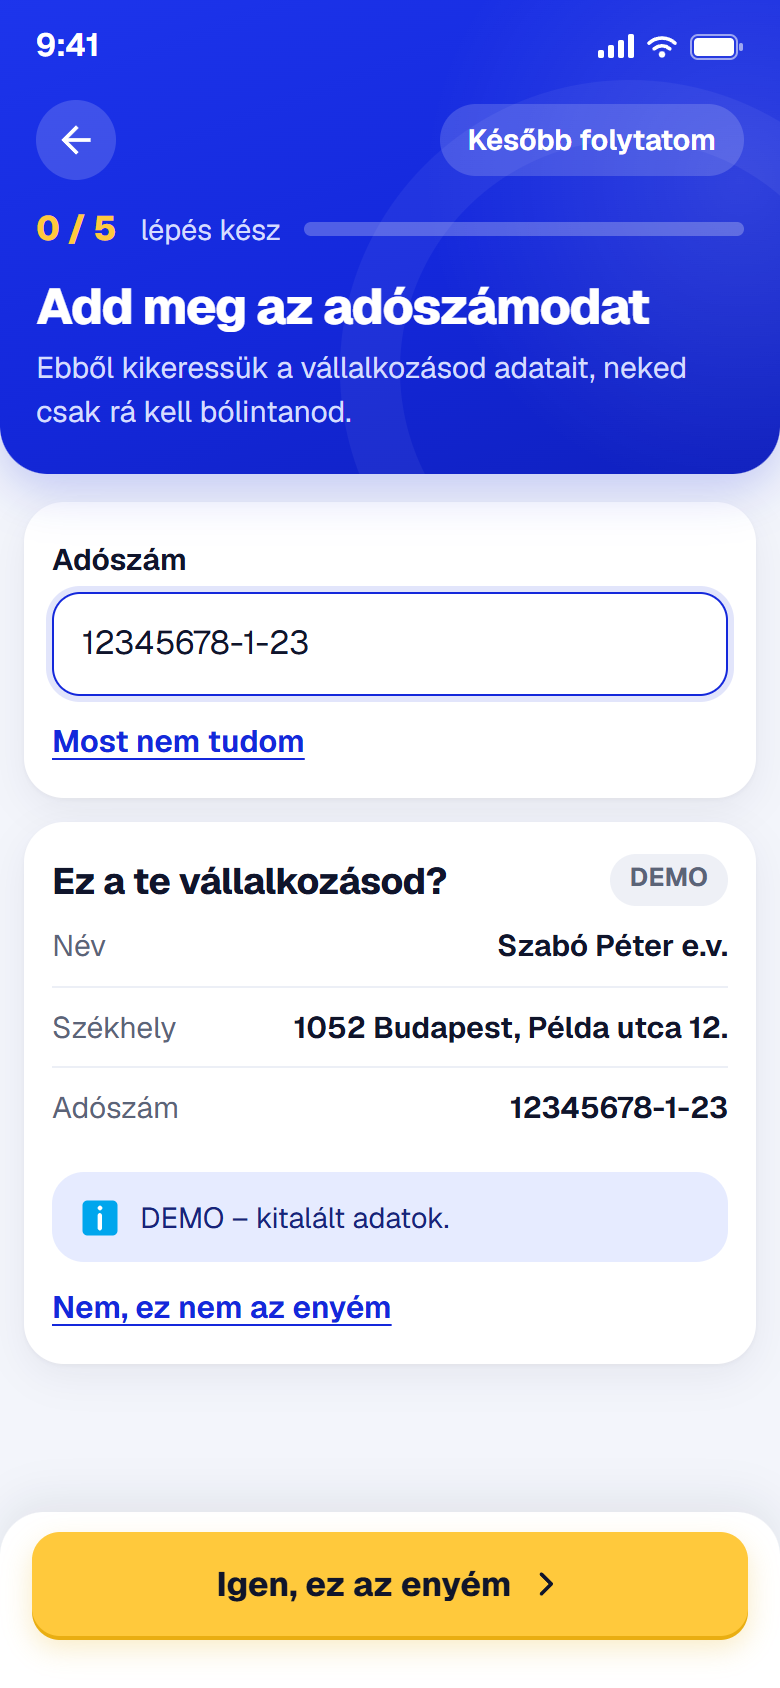 9:41
Később folytatom
0 / 5 lépés kész
Add meg az adószámodat
Ebből kikeressük a vállalkozásod adatait, neked
csak rá kell bólintanod.
Adószám
12345678-1-23
Most nem tudom
Ez a te vállalkozásod? DEMO
Név Szabó Péter e.v.
Székhely 1052 Budapest, Példa utca 12.
Adószám 12345678-1-23
i DEMO – kitalált adatok.
Nem, ez nem az enyém
Igen, ez az enyém